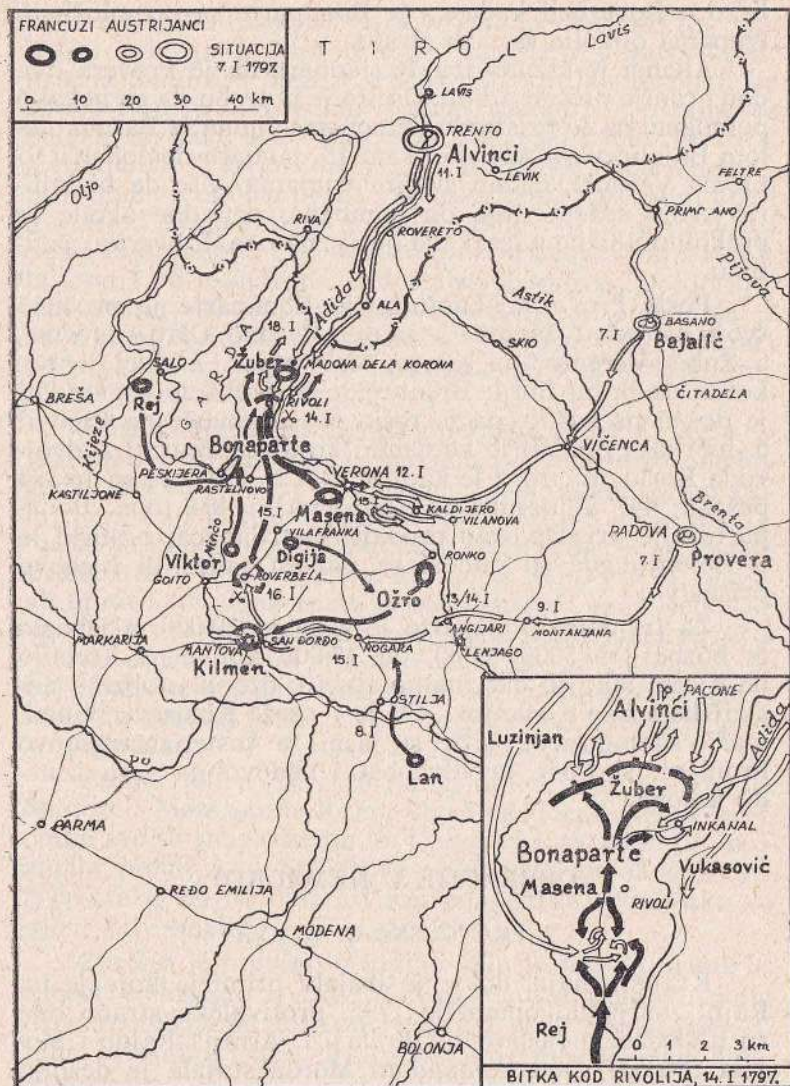 FRANCUZI AUSTRIJANCI
SITUACIJA
7. I 1797.
0 10 20 30 40 km
TIROL
Lavis
LAVIS
TRENTO
Alvinci
11. I
LEVIK
FELTRE
Oljo
PRIMOLANO
RIVA
ROVERETO
Pijava
Adiđa
Astik
ALA
18. I
BASANO
7. I
Bajalić
SKIO
SALO
GARDA
Žuber
MADONA DELA KORONA
BREŠA
Rej
RIVOLI
14. I
ČITADELA
Kijeze
Bonaparte
VIČENCA
PESKIJERA
RASTELNOVO
VERONA 12. I
KASTILJONE
Masena
15. I
KALDIJERO
VILANOVA
Brenta
15. I
VILAFRANKA
PADOVA
Minčo
Viktor
Digija
RONKO
Provera
7. I
GOITO
ROVERBELA
16. I
Ožro
13/14. I
9. I
ANGIJARI
MONTANJANA
MARKARIJA
MANTOVA
SAN ĐORĐO
NOGARA
LENJAGO
Kilmen
15. I
OSTILJA
8. I
Po
Lan
PARMA
REĐO EMILIJA
MODENA
BOLONJA
PACONE
Alvinći
Luzinjan
Adiđa
Žuber
INKANAL
Bonaparte
Vukasović
Masena
RIVOLI
Rej
0 1 2 3 km
BITKA KOD RIVOLIJA, 14. I 1797.